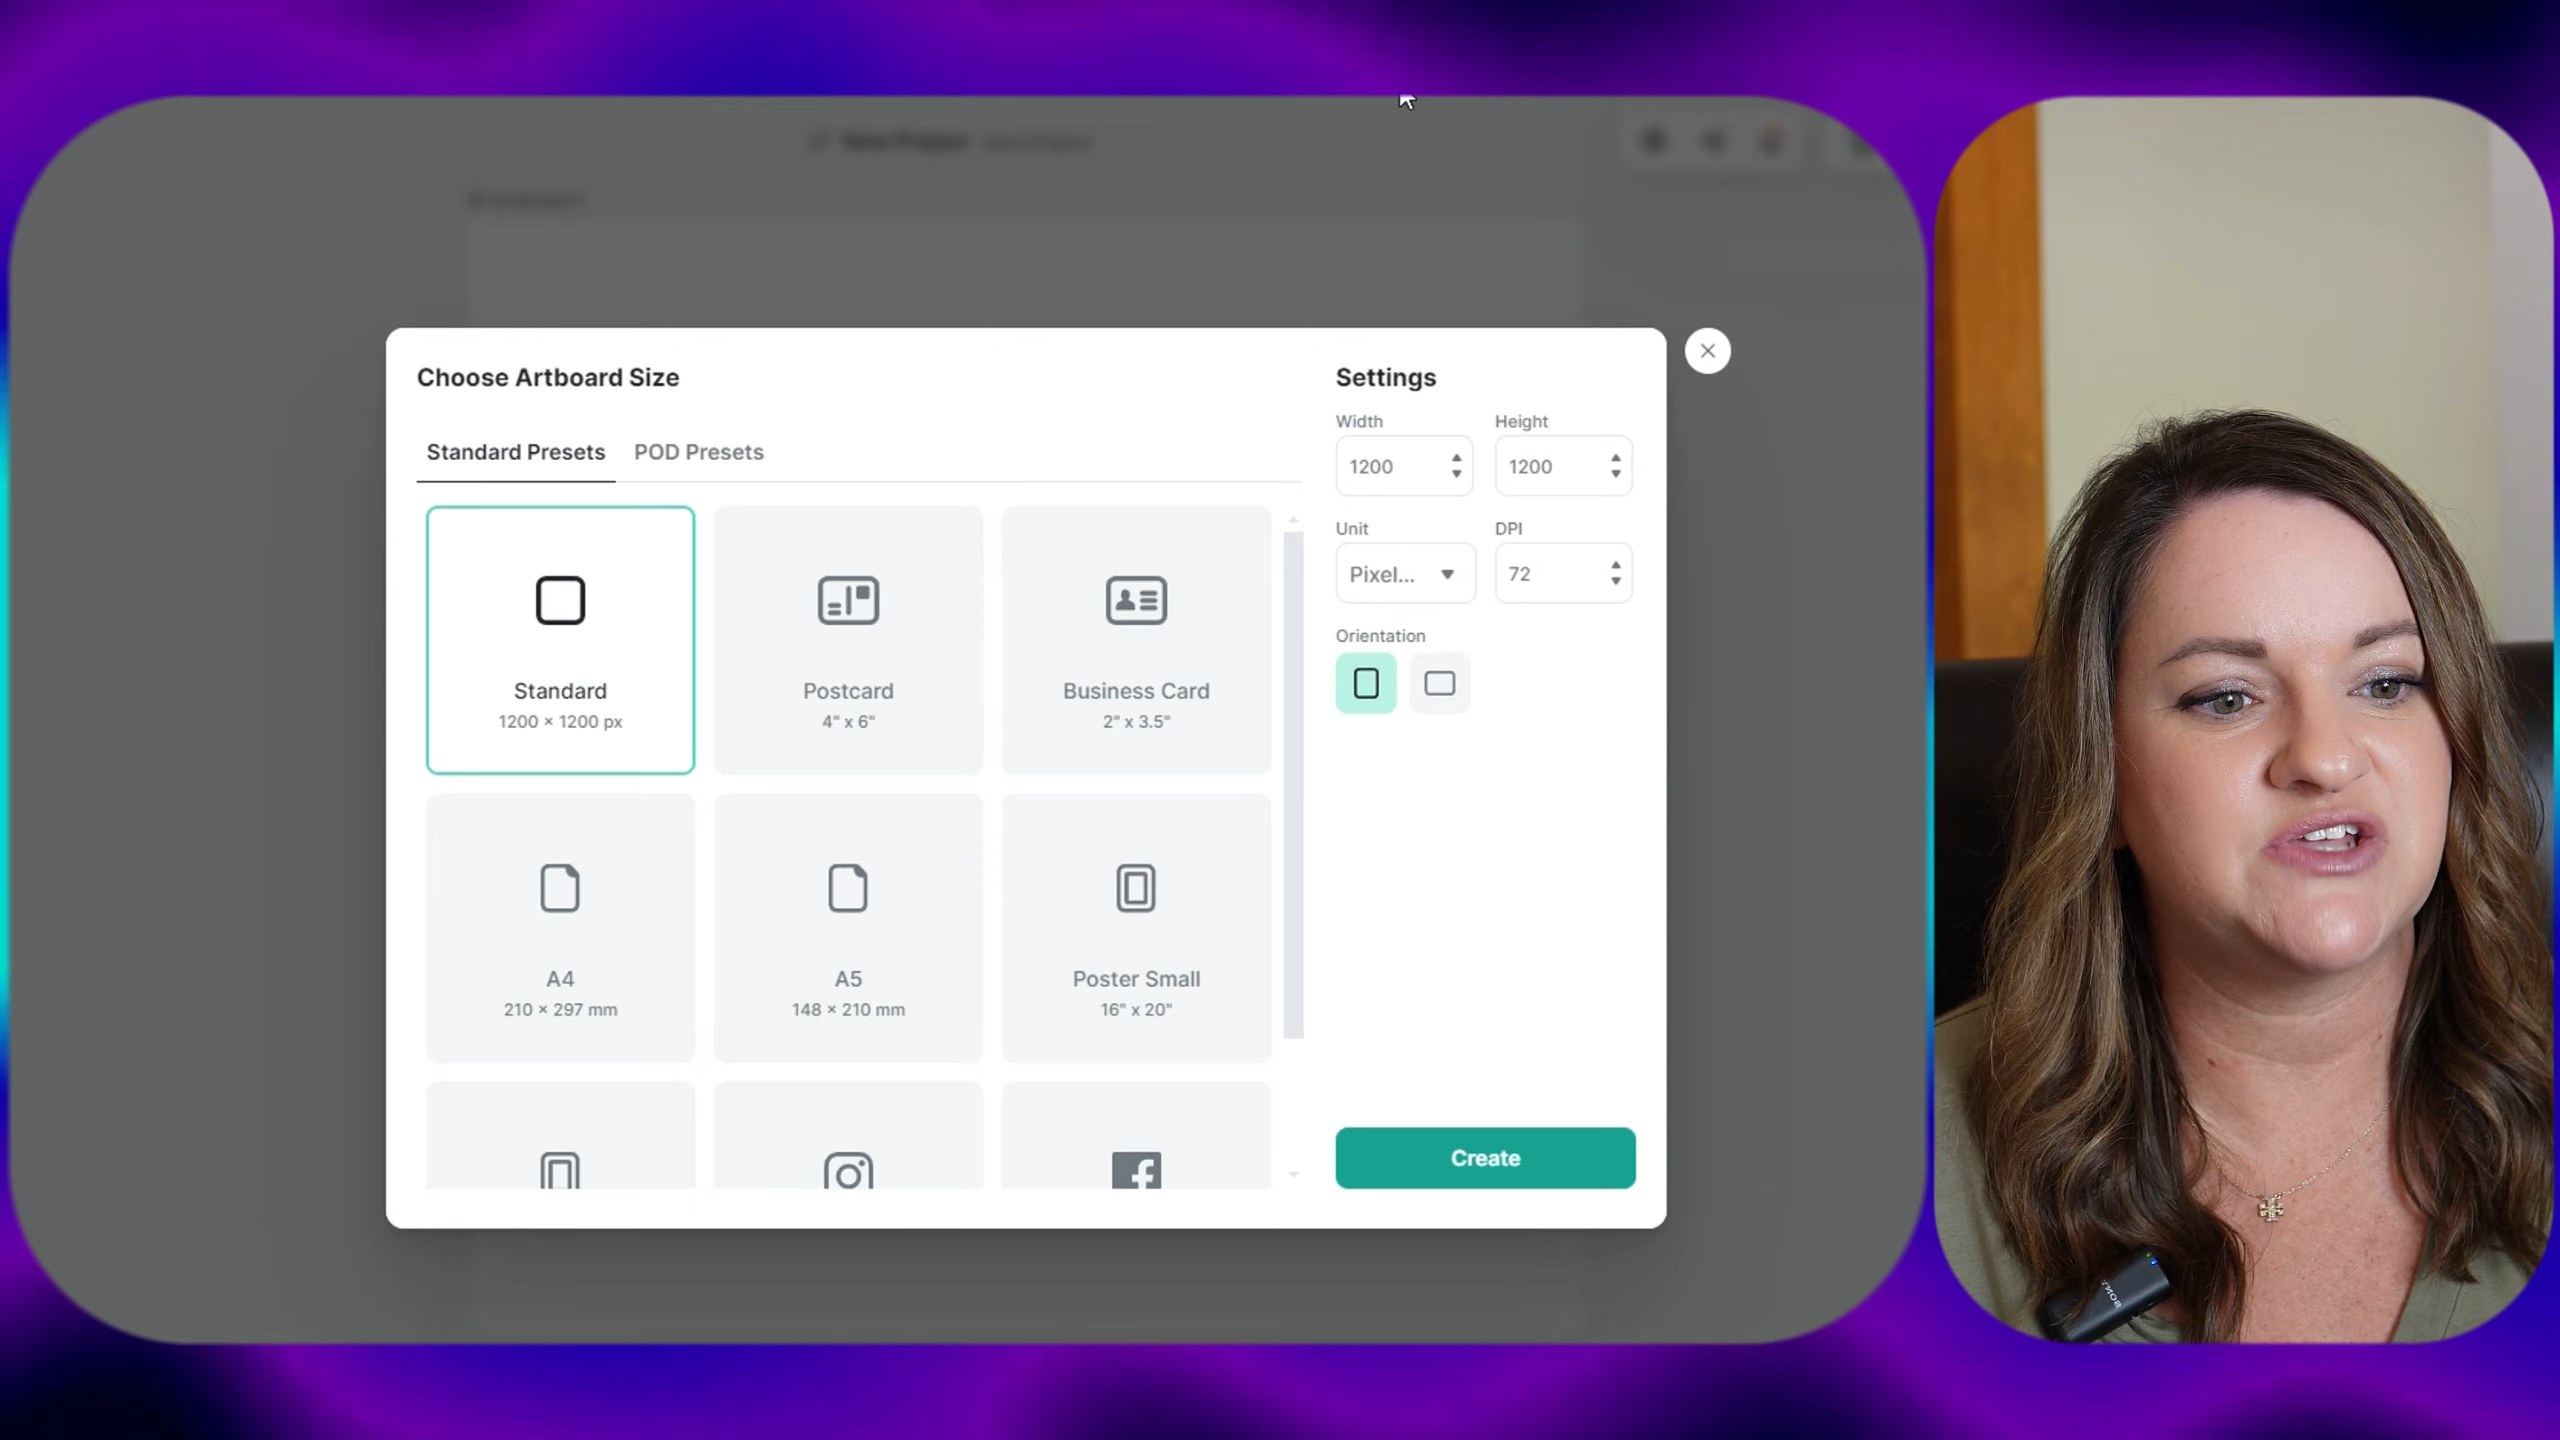 New Project
Choose Artboard Size
Standard Presets
POD Presets
Standard
1200 × 1200 px
Postcard
4" x 6"
Business Card
2" x 3.5"
A4
210 × 297 mm
A5
148 × 210 mm
Poster Small
16" x 20"
Settings
Width
Height
1200
1200
Unit
DPI
Pixel...
72
Orientation
Create